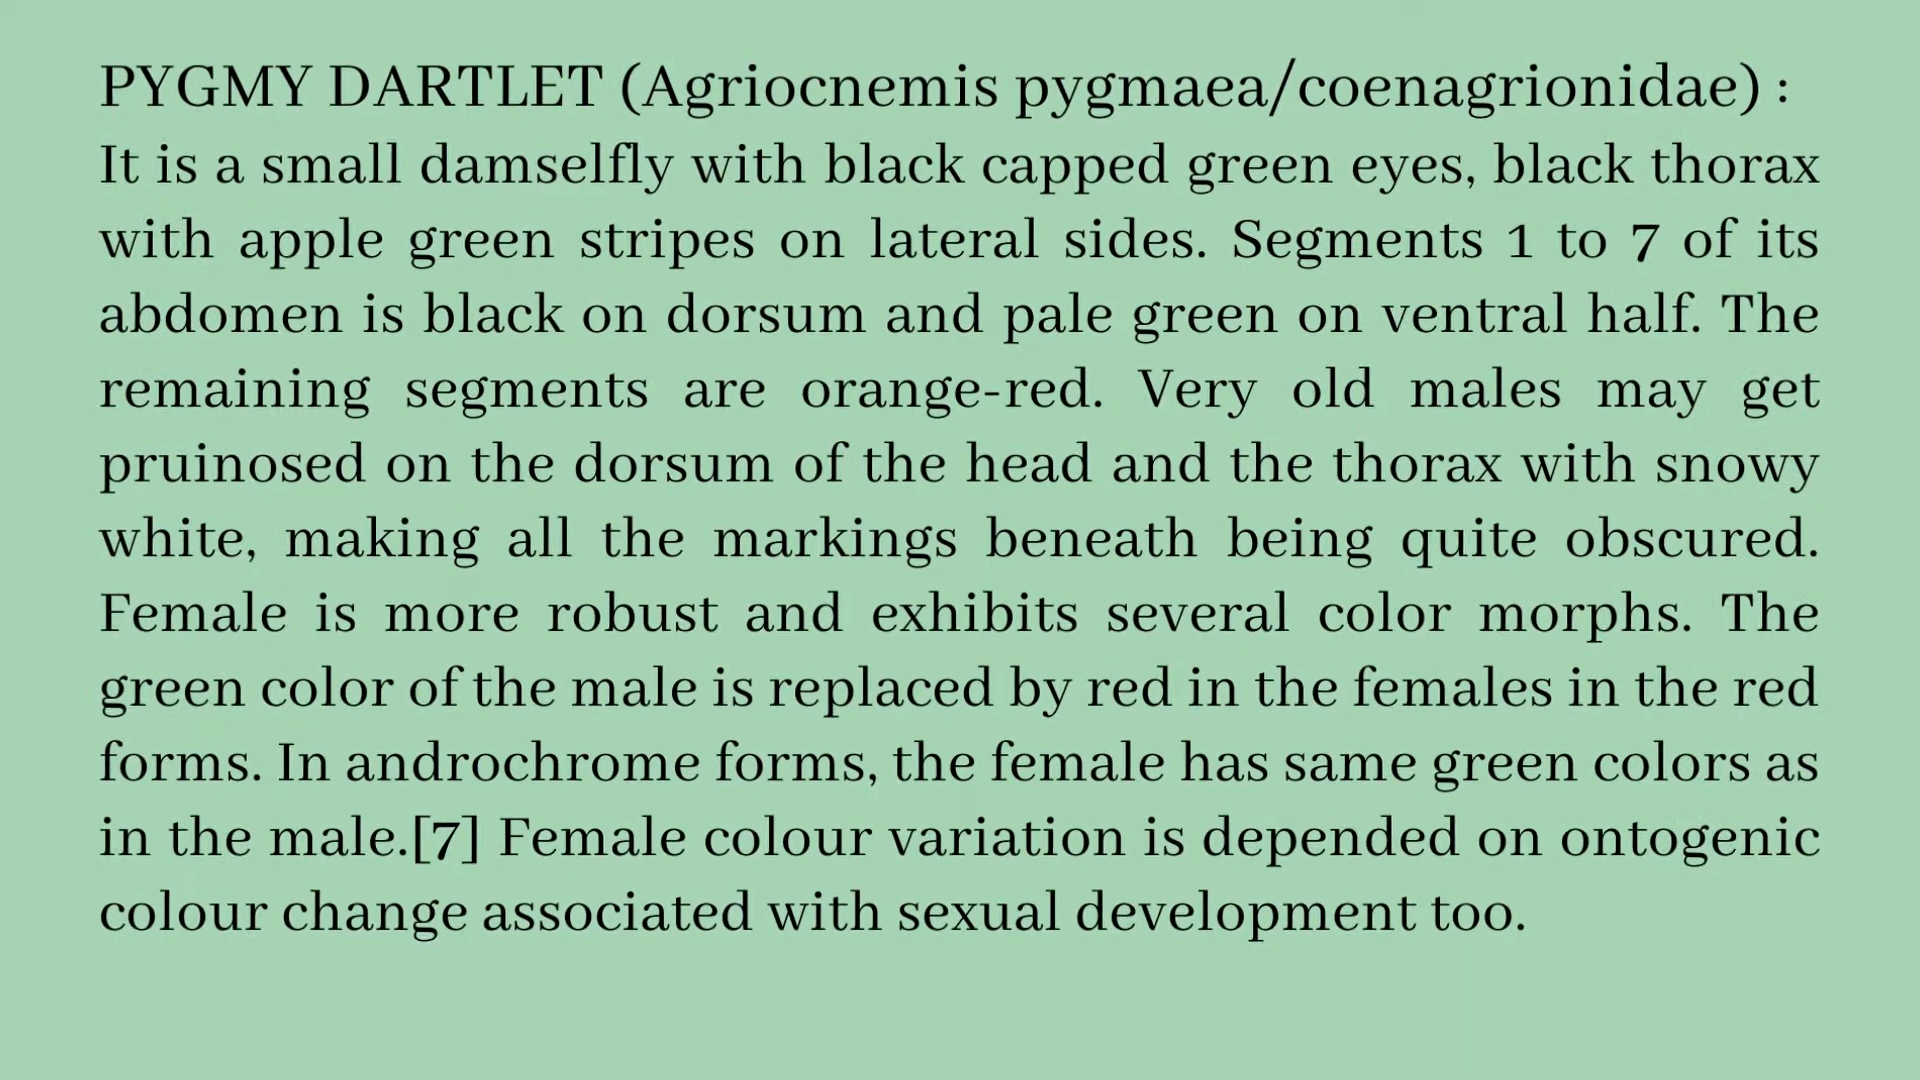 PYGMY DARTLET (Agriocnemis pygmaea/coenagrionidae) :
It is a small damselfly with black capped green eyes, black thorax
with apple green stripes on lateral sides. Segments 1 to 7 of its
abdomen is black on dorsum and pale green on ventral half. The
remaining segments are orange-red. Very old males may get
pruinosed on the dorsum of the head and the thorax with snowy
white, making all the markings beneath being quite obscured.
Female is more robust and exhibits several color morphs. The
green color of the male is replaced by red in the females in the red
forms. In androchrome forms, the female has same green colors as
in the male.[7] Female colour variation is depended on ontogenic
colour change associated with sexual development too.